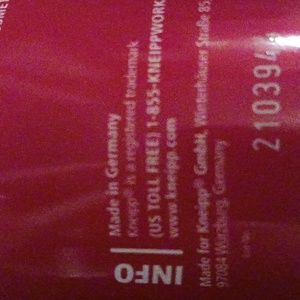 INFO
Made in Germany
Kneipp® is a registered trademark
(US TOLL FREE) 1-855-KNEIPPWORK
www.kneipp.com
Made for Kneipp® GmbH, Winterhäuser Straße 85,
97084 Würzburg, Germany
210394